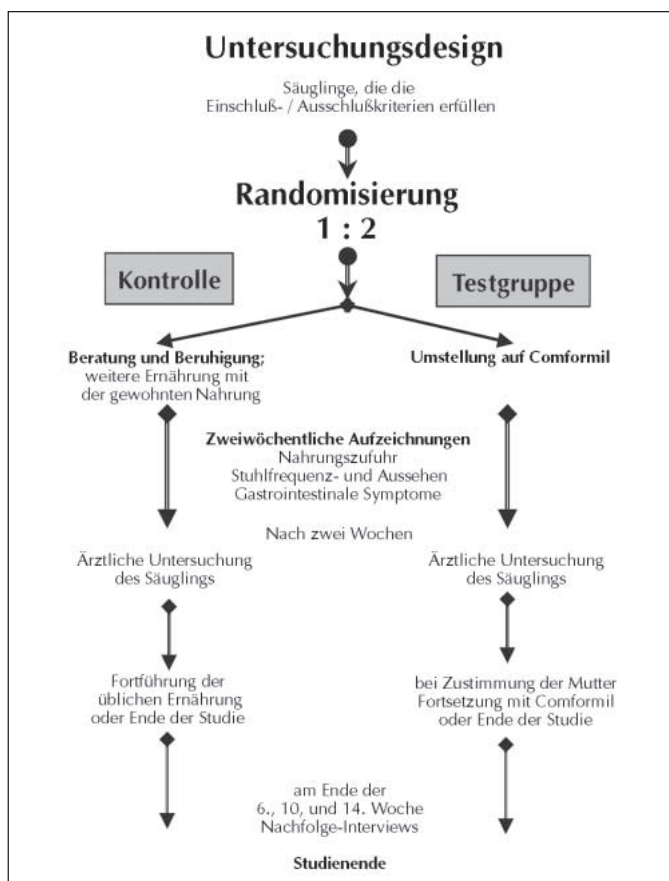 Untersuchungsdesign
Säuglinge, die die
Einschluß- / Ausschlußkriterien erfüllen
Randomisierung
1 : 2
Kontrolle
Testgruppe
Beratung und Beruhigung;
weitere Ernährung mit
der gewohnten Nahrung
Umstellung auf Comformil
Zweiwöchentliche Aufzeichnungen
Nahrungszufuhr
Stuhlfrequenz- und Aussehen
Gastrointestinale Symptome
Nach zwei Wochen
Ärztliche Untersuchung
des Säuglings
Ärztliche Untersuchung
des Säuglings
Fortführung der
üblichen Ernährung
oder Ende der Studie
bei Zustimmung der Mutter
Fortsetzung mit Comformil
oder Ende der Studie
am Ende der
6., 10, und 14. Woche
Nachfolge-Interviews
Studienende